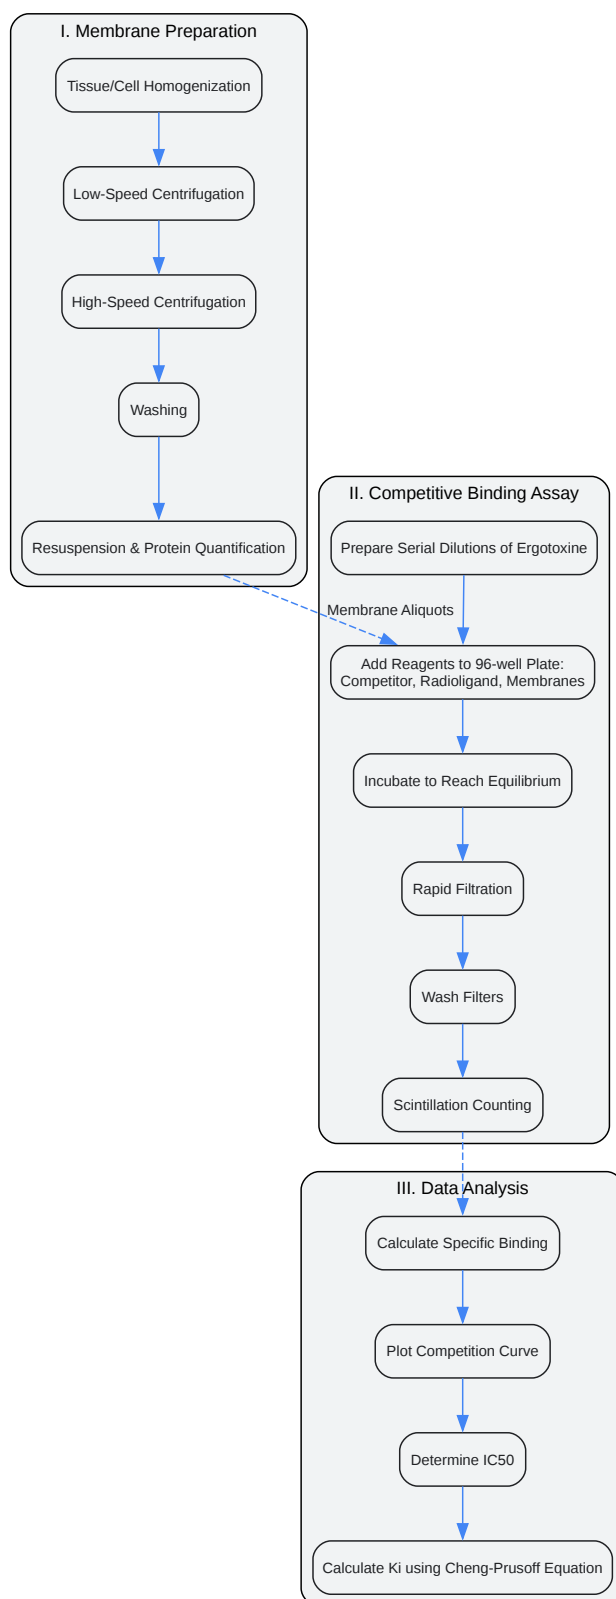 I. Membrane Preparation
Tissue/Cell Homogenization
Low-Speed Centrifugation
High-Speed Centrifugation
Washing
Resuspension & Protein Quantification
II. Competitive Binding Assay
Prepare Serial Dilutions of Ergotoxine
Membrane Aliquots
Add Reagents to 96-well Plate:
Competitor, Radioligand, Membranes
Incubate to Reach Equilibrium
Rapid Filtration
Wash Filters
Scintillation Counting
III. Data Analysis
Calculate Specific Binding
Plot Competition Curve
Determine IC50
Calculate Ki using Cheng-Prusoff Equation